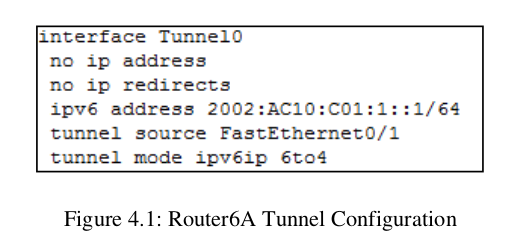 interface Tunnel0
no ip address
no ip redirects
ipv6 address 2002:AC10:C01:1::1/64
tunnel source FastEthernet0/1
tunnel mode ipv6ip 6to4
Figure 4.1: Router6A Tunnel Configuration